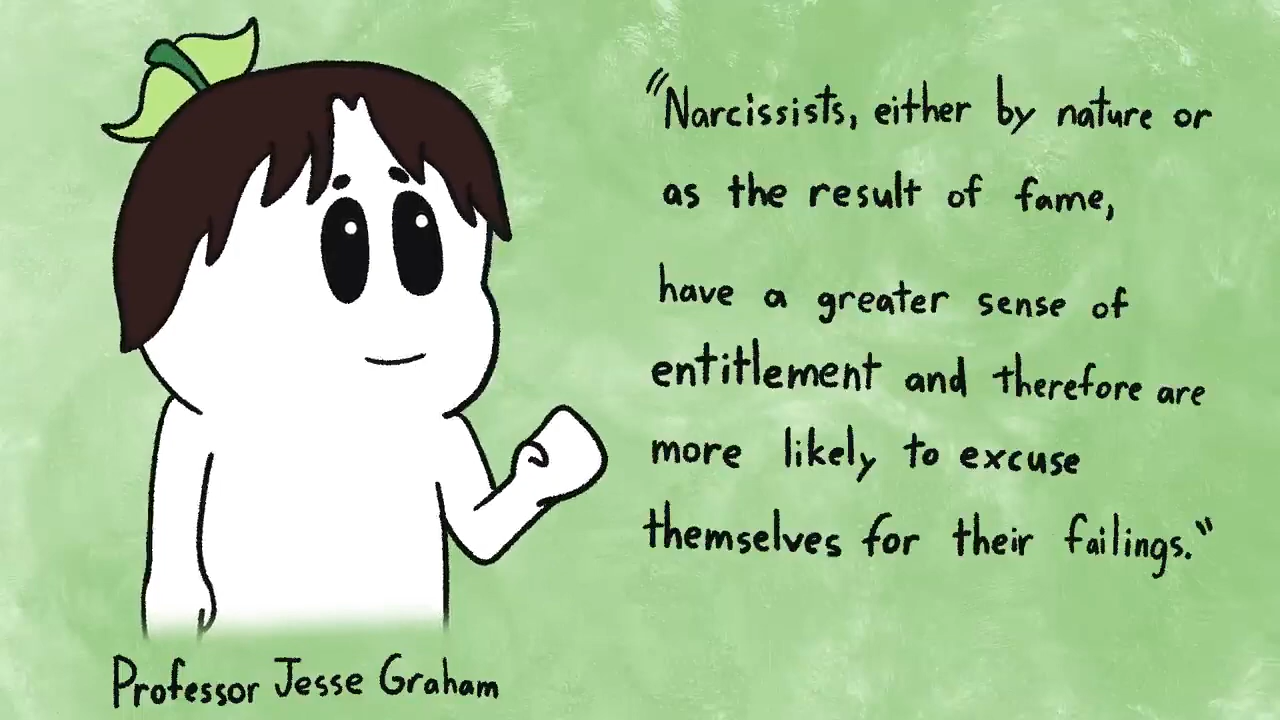 "Narcissists, either by nature or
as the result of fame,
have a greater sense of
entitlement and therefore are
more likely to excuse
themselves for their failings."
Professor Jesse Graham